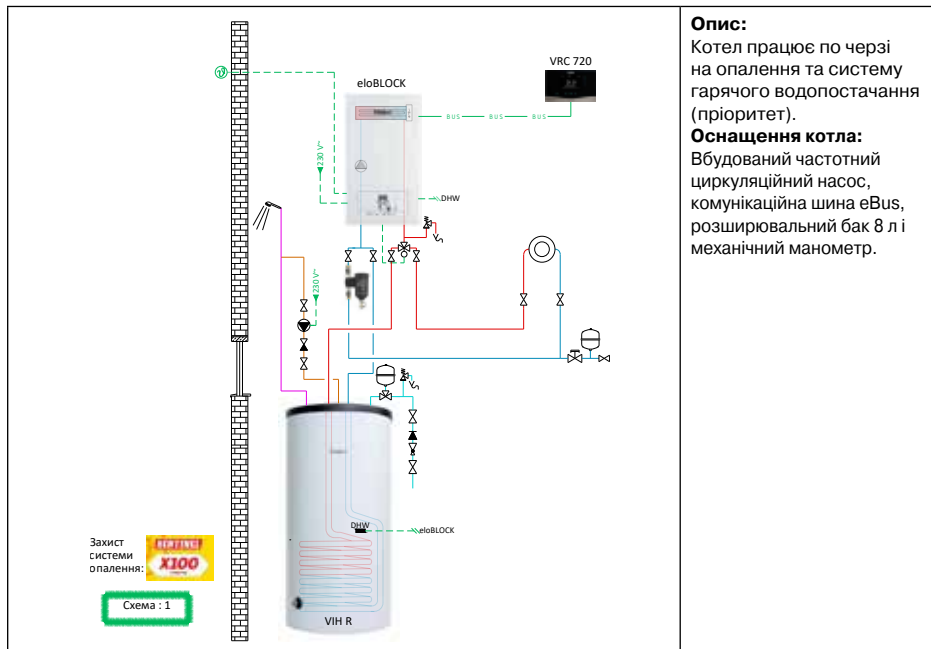 eloBLOCK
VRC 720
BUS BUS BUS
230 V~
DHW
230 V~
DHW
eloBLOCK
VIH R
Захист
системи
опалення:
SENTINEL
X100
Схема : 1
Опис:
Котел працює по черзі
на опалення та систему
гарячого водопостачання
(пріоритет).
Оснащення котла:
Вбудований частотний
циркуляційний насос,
комунікаційна шина eBus,
розширювальний бак 8 л і
механічний манометр.